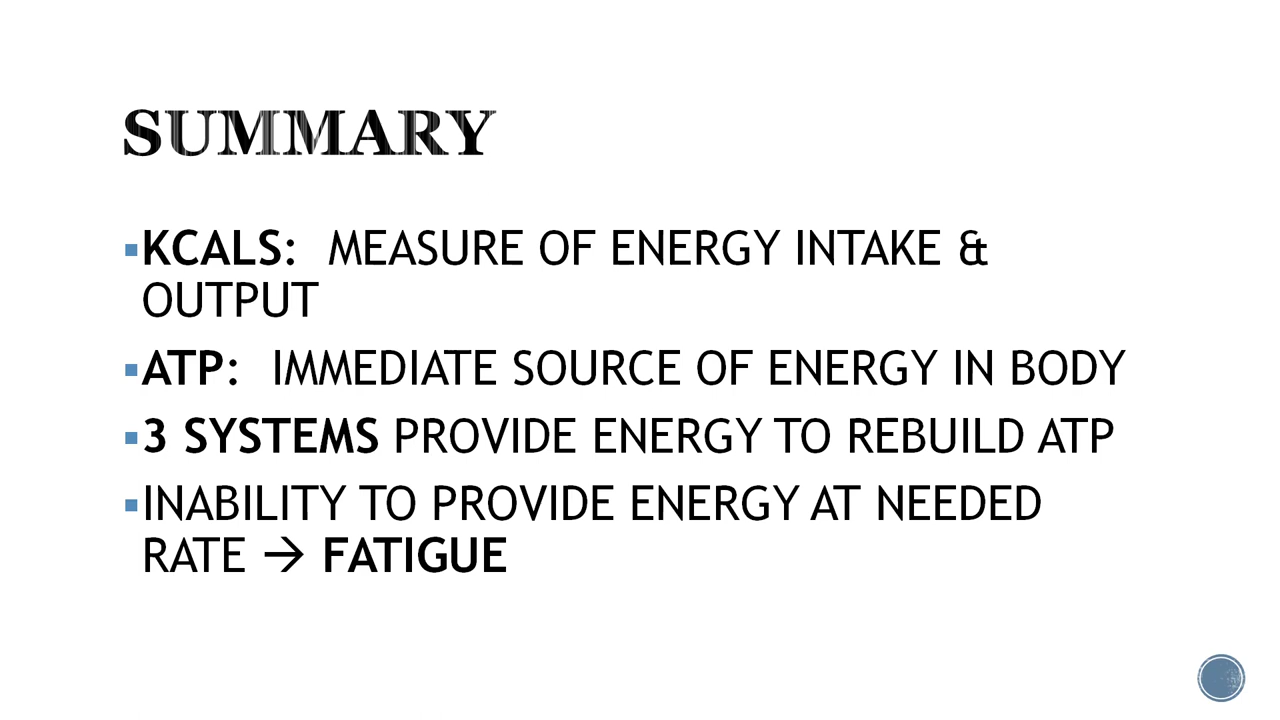 SUMMARY
▪KCALS: MEASURE OF ENERGY INTAKE &
OUTPUT
▪ATP: IMMEDIATE SOURCE OF ENERGY IN BODY
▪3 SYSTEMS PROVIDE ENERGY TO REBUILD ATP
▪INABILITY TO PROVIDE ENERGY AT NEEDED
RATE → FATIGUE